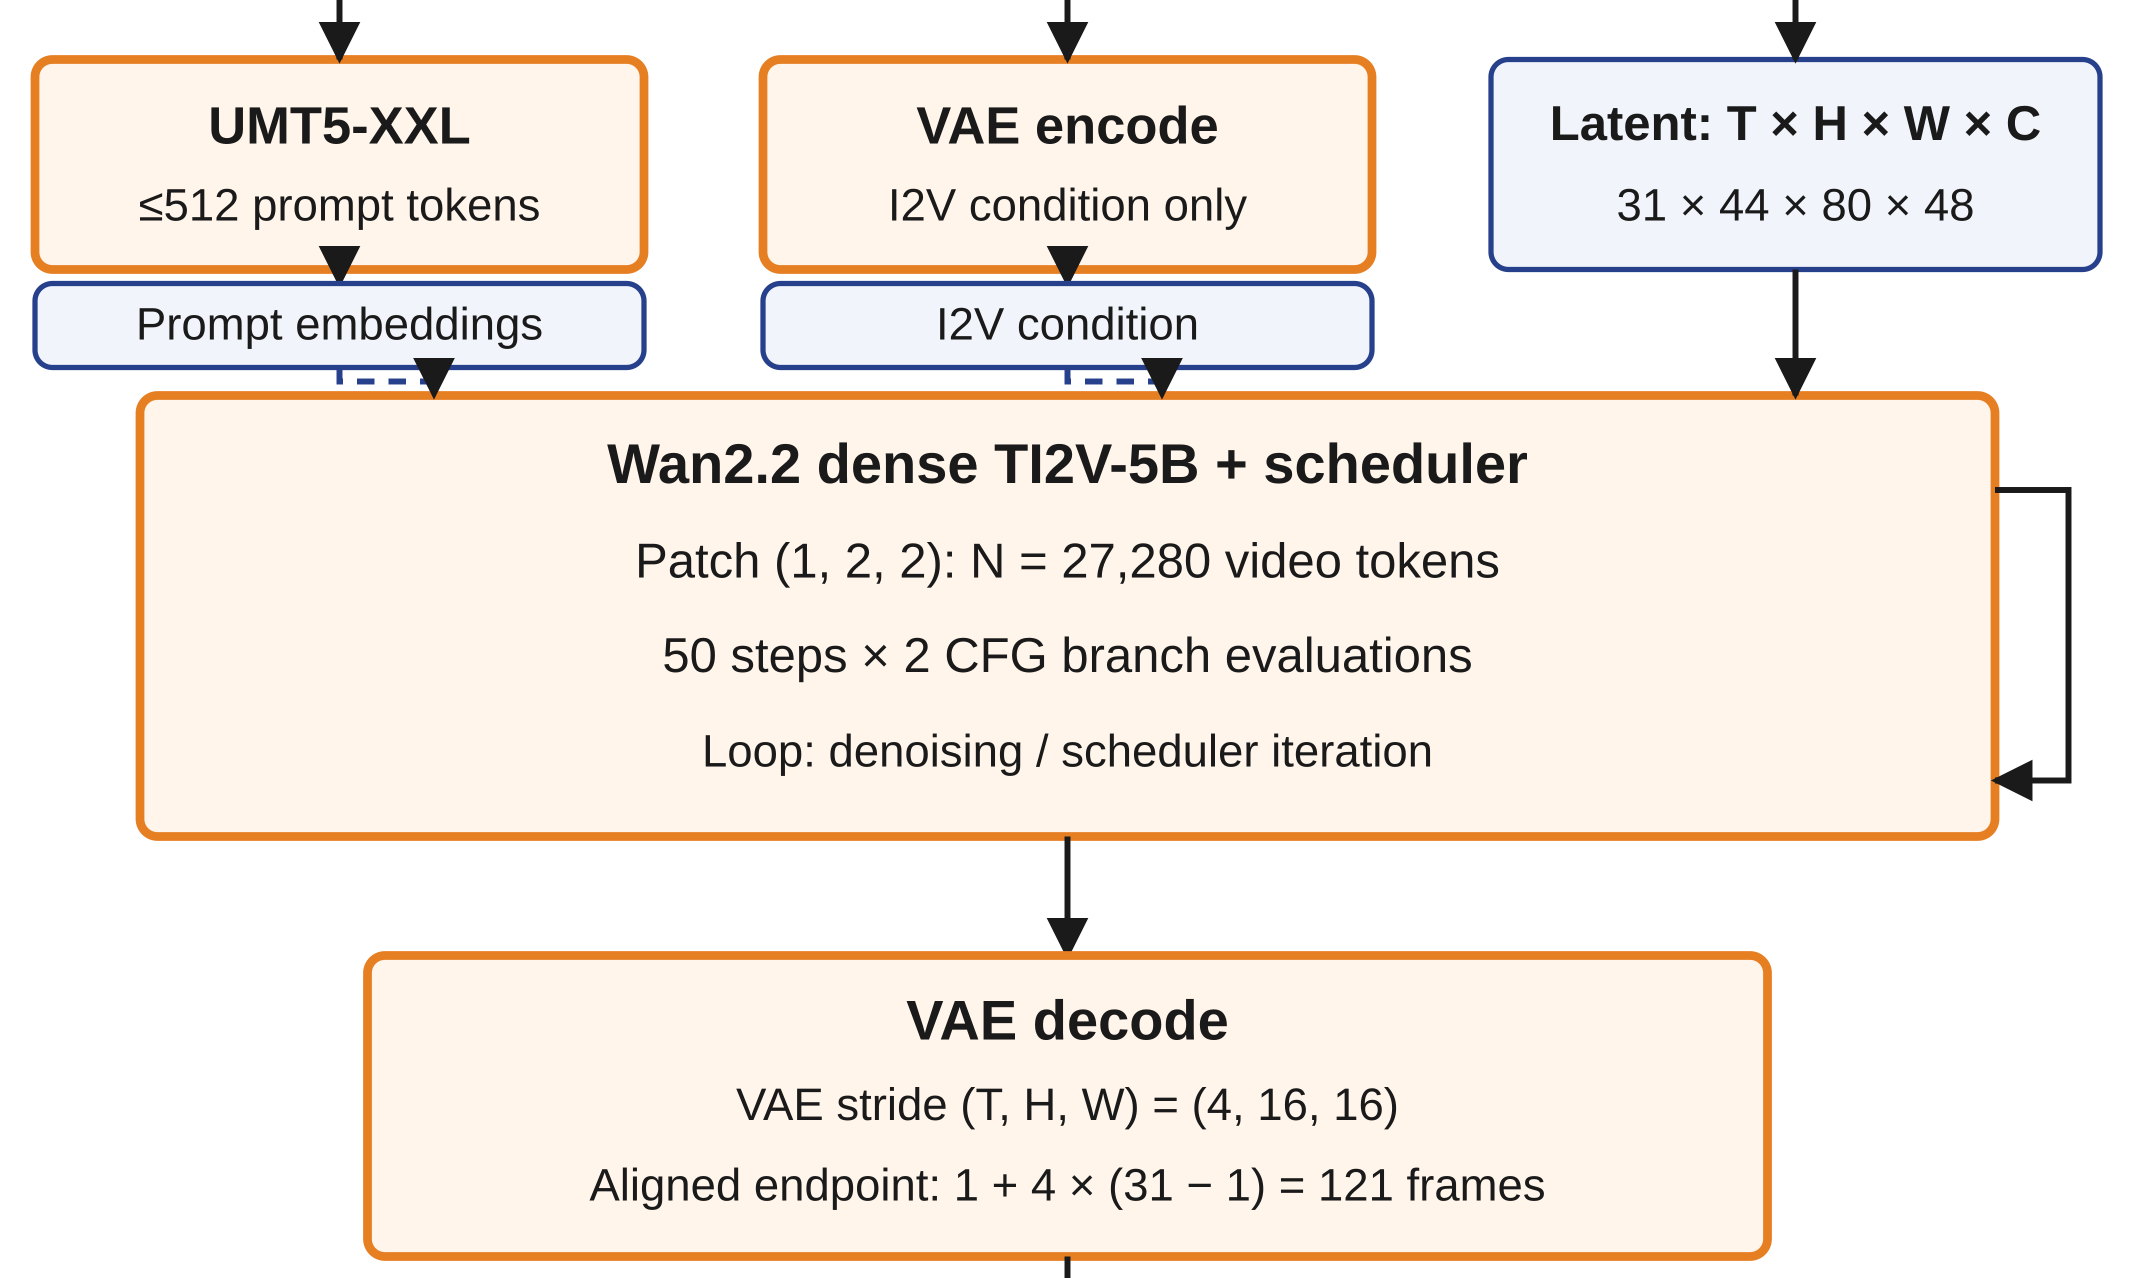 UMT5-XXL
≤512 prompt tokens
VAE encode
I2V condition only
Latent: T × H × W × C
31 × 44 × 80 × 48
Prompt embeddings
I2V condition
Wan2.2 dense TI2V-5B + scheduler
Patch (1, 2, 2): N = 27,280 video tokens
50 steps × 2 CFG branch evaluations
Loop: denoising / scheduler iteration
VAE decode
VAE stride (T, H, W) = (4, 16, 16)
Aligned endpoint: 1 + 4 × (31 − 1) = 121 frames